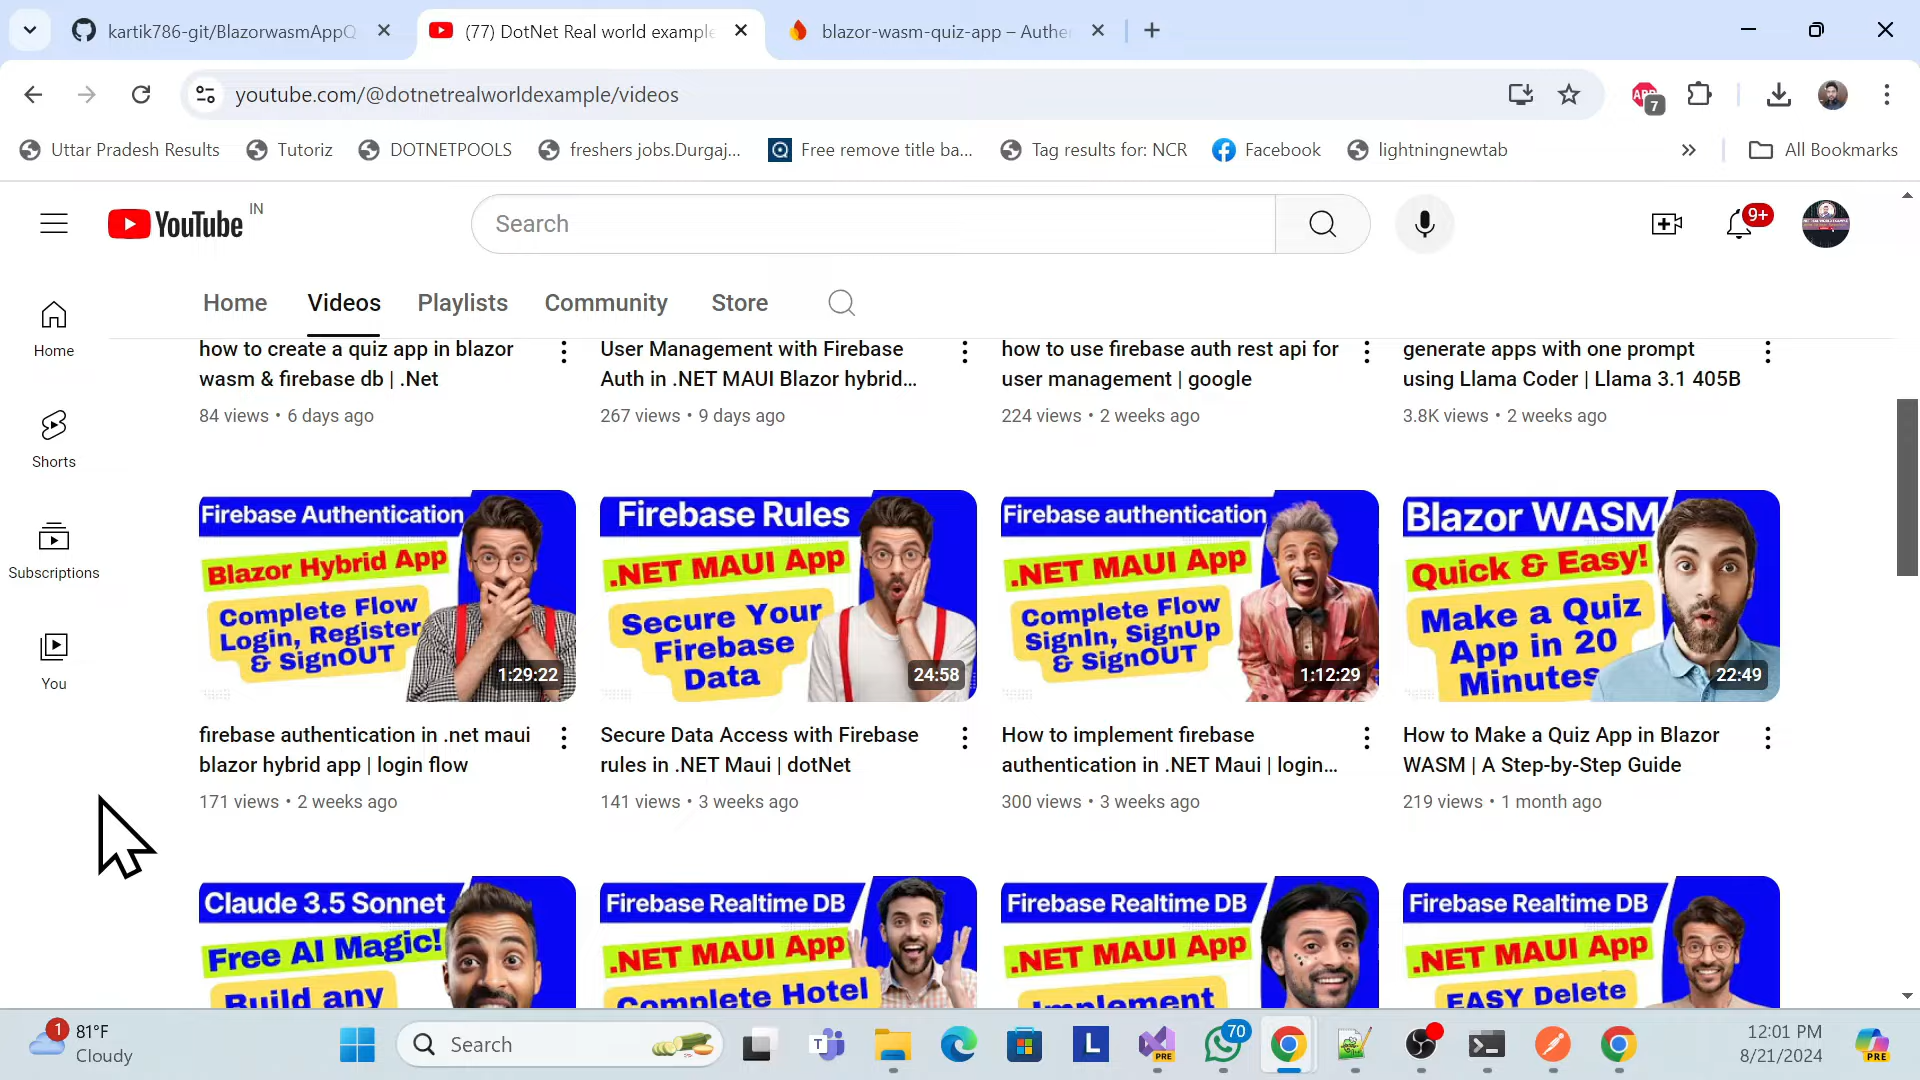 kartik786-git/BlazorwasmAppQ
(77) DotNet Real world example
blazor-wasm-quiz-app – Authe
youtube.com/@dotnetrealworldexample/videos
7
Uttar Pradesh Results
Tutoriz
DOTNETPOOLS
freshers jobs.Durgaj...
Free remove title ba...
Tag results for: NCR
Facebook
lightningnewtab
All Bookmarks
YouTube
IN
Search
9+
Home
Videos
Playlists
Community
Store
Home
Shorts
Subscriptions
You
how to create a quiz app in blazor
wasm & firebase db | .Net
84 views • 6 days ago
User Management with Firebase
Auth in .NET MAUI Blazor hybrid...
267 views • 9 days ago
how to use firebase auth rest api for
user management | google
224 views • 2 weeks ago
generate apps with one prompt
using Llama Coder | Llama 3.1 405B
3.8K views • 2 weeks ago
Firebase Authentication
Blazor Hybrid App
Complete Flow
Login, Register
& SignOUT
1:29:22
firebase authentication in .net maui
blazor hybrid app | login flow
171 views • 2 weeks ago
Firebase Rules
.NET MAUI App
Secure Your
Firebase
Data
24:58
Secure Data Access with Firebase
rules in .NET Maui | dotNet
141 views • 3 weeks ago
Firebase authentication
.NET MAUI App
Complete Flow
SignIn, SignUp
& SignOUT
1:12:29
How to implement firebase
authentication in .NET Maui | login...
300 views • 3 weeks ago
Blazor WASM
Quick & Easy!
Make a Quiz
App in 20
Minutes
22:49
How to Make a Quiz App in Blazor
WASM | A Step-by-Step Guide
219 views • 1 month ago
Claude 3.5 Sonnet
Free AI Magic!
Build any
Firebase Realtime DB
.NET MAUI App
Complete Hotel
Firebase Realtime DB
.NET MAUI App
Implement
Firebase Realtime DB
.NET MAUI App
EASY Delete
1
81°F
Cloudy
Search
T
L
PRE
70
12:01 PM
8/21/2024
PRE